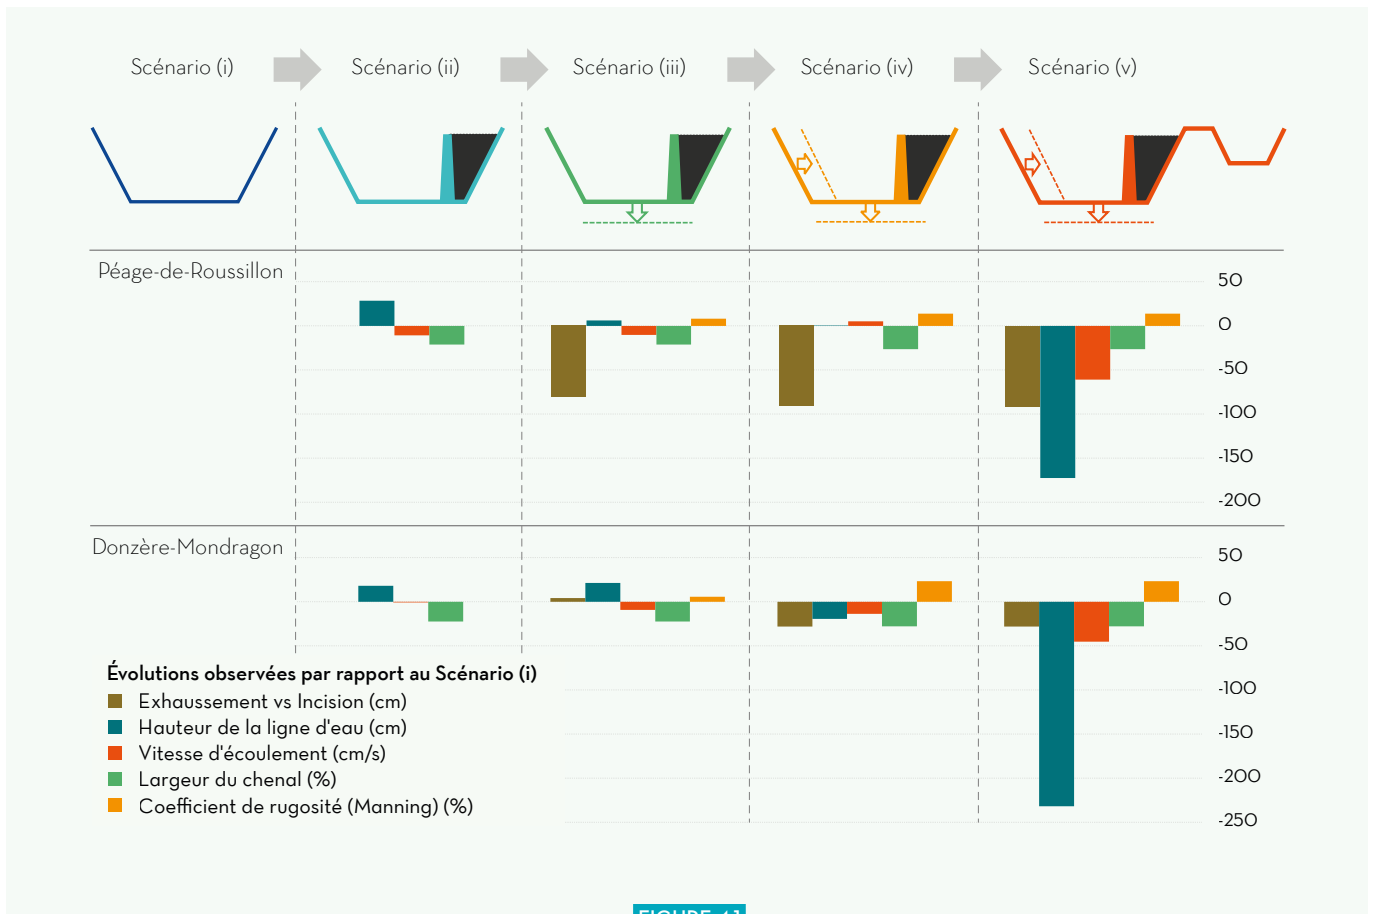 Scénario (i)
Scénario (ii)
Scénario (iii)
Scénario (iv)
Scénario (v)
Péage-de-Roussillon
50
0
-50
-100
-150
-200
Donzère-Mondragon
50
0
-50
-100
-150
-200
-250
Évolutions observées par rapport au Scénario (i)
Exhaussement vs Incision (cm)
Hauteur de la ligne d'eau (cm)
Vitesse d'écoulement (cm/s)
Largeur du chenal (%)
Coefficient de rugosité (Manning) (%)
FIGURE